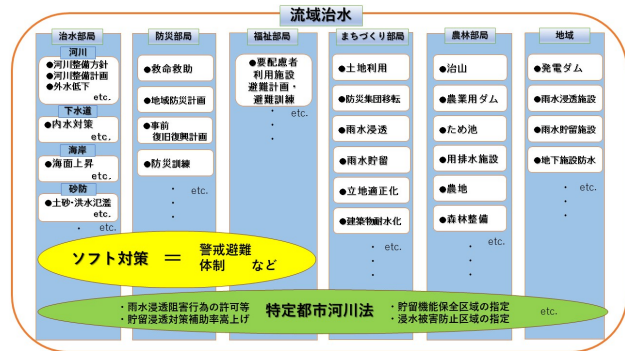 流域治水
治水部局
河川
●河川整備方針
●河川整備計画
●外水低下
etc.
下水道
●内水対策
etc.
海岸
●海面上昇
etc.
砂防
●土砂・洪水氾濫
etc.
・ etc.
防災部局
●救命救助
●地域防災計画
●事前
復旧復興計画
●防災訓練
・ etc.
・
・
福祉部局
●要配慮者
利用施設
避難計画・
避難訓練
・ etc.
・
・
まちづくり部局
●土地利用
●防災集団移転
●雨水浸透
●雨水貯留
●立地適正化
●建築物耐水化
・ etc.
・
・
農林部局
●治山
●農業用ダム
●ため池
●用排水施設
●農地
●森林整備
・ etc.
・
・
地域
●発電ダム
●雨水浸透施設
●雨水貯留施設
●地下施設防水
・ etc.
・
・
ソフト対策 ＝ 警戒避難
体制 など
・雨水浸透阻害行為の許可等
・貯留浸透対策補助率嵩上げ
特定都市河川法
・貯留機能保全区域の指定
・浸水被害防止区域の指定
etc.